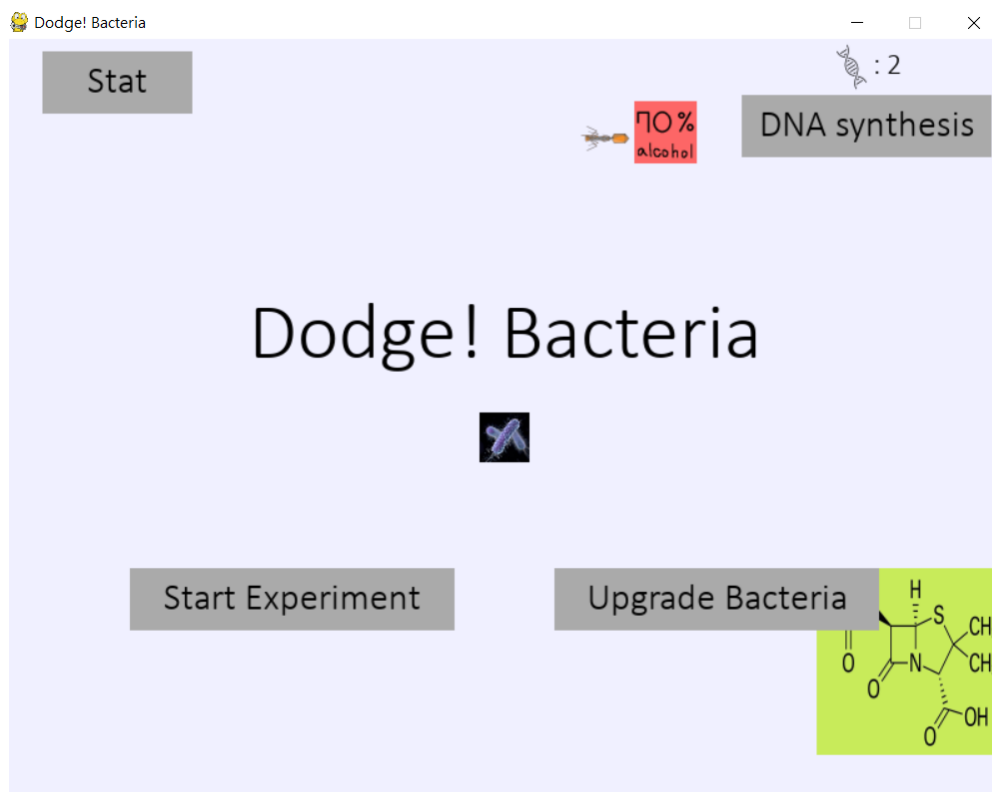 Dodge! Bacteria
Stat
: 2
70%
alcohol
DNA synthesis
Dodge! Bacteria
Start Experiment
Upgrade Bacteria
H
S
CH
O
N
CH
O
OH
O